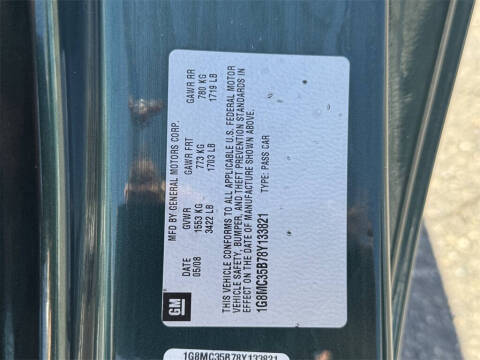 GM
MFD BY GENERAL MOTORS CORP.
DATE GVWR GAWR FRT GAWR RR
05/08 1553 KG 773 KG 780 KG
3422 LB 1703 LB 1719 LB
THIS VEHICLE CONFORMS TO ALL APPLICABLE U.S. FEDERAL MOTOR
VEHICLE SAFETY, BUMPER, AND THEFT PREVENTION STANDARDS IN
EFFECT ON THE DATE OF MANUFACTURE SHOWN ABOVE.
1G8MC35B78Y133821 TYPE: PASS CAR
1G8MC35B78Y133821